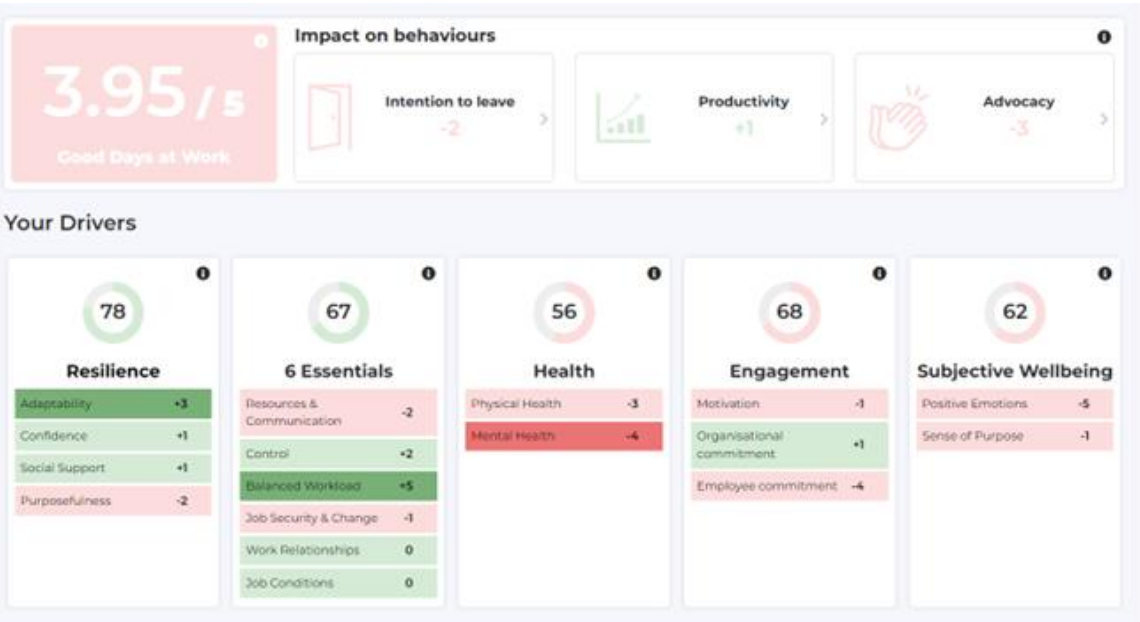 Impact on behaviours
3.95 / 5
Good Days at Work
Intention to leave
-2
Productivity
+1
Advocacy
-3
Your Drivers
78
Resilience
Adaptability +3
Confidence +1
Social Support +1
Purposefulness -2
67
6 Essentials
Resources &
Communication -2
Control +2
Balanced Workload +5
Job Security & Change -1
Work Relationships 0
Job Conditions 0
56
Health
Physical Health -3
Mental Health -4
68
Engagement
Motivation -1
Organisational
commitment +1
Employee commitment -4
62
Subjective Wellbeing
Positive Emotions -5
Sense of Purpose -1